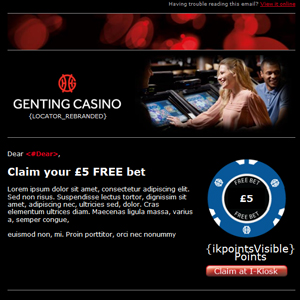 Having trouble reading this email? View Online
GENTING CASINO
{LOCATOR_REBRANDED}
Dear <#Dear>,
Claim your £5 FREE bet
Lorem ipsum dolor sit amet, consectetur adipiscing elit.
Sed non risus. Suspendisse lectus tortor, dignissim sit
amet, adipiscing nec, ultricies sed, dolor. Cras
elementum ultrices diam. Maecenas ligula massa, varius
a, semper congue,
euismod non, mi. Proin porttitor, orci nec nonummy
FREE BET
£5
FREE BET
{ikpointsVisible}
Points
Claim at I-Kiosk